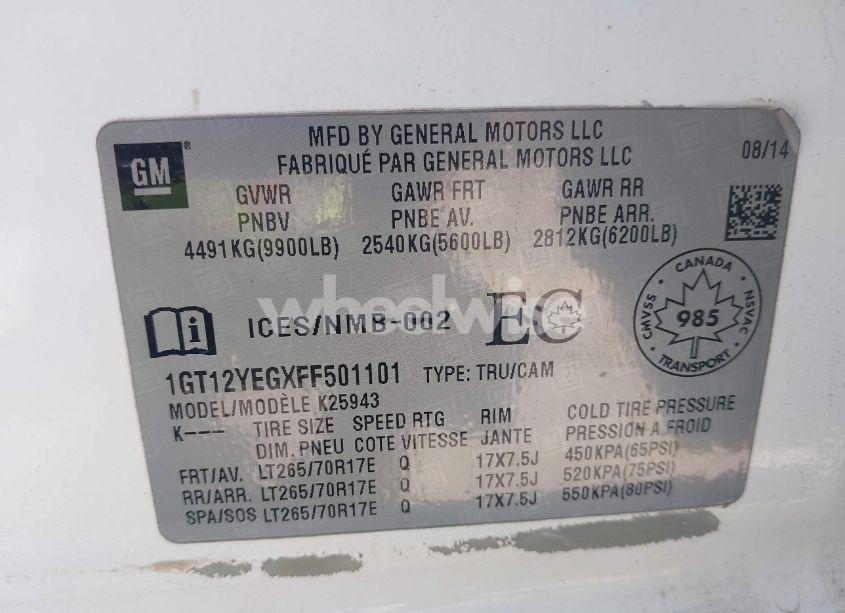 MFD BY GENERAL MOTORS LLC
FABRIQUÉ PAR GENERAL MOTORS LLC
08/14
GM®
GVWR GAWR FRT GAWR RR
PNBV PNBE AV. PNBE ARR.
4491KG(9900LB) 2540KG(5600LB) 2812KG(6200LB)
wheelwise
i ICES/NMB-002 EC
CANADA
CMVSS 985 NSVAC
TRANSPORT
1GT12YEGXFF501101 TYPE: TRU/CAM
MODEL/MODÈLE K25943
K--- TIRE SIZE SPEED RTG RIM COLD TIRE PRESSURE
DIM. PNEU COTE VITESSE JANTE PRESSION A FROID
FRT/AV. LT265/70R17E Q 17X7.5J 450KPA(65PSI)
RR/ARR. LT265/70R17E Q 17X7.5J 520KPA(75PSI)
SPA/SOS LT265/70R17E Q 17X7.5J 550KPA(80PSI)